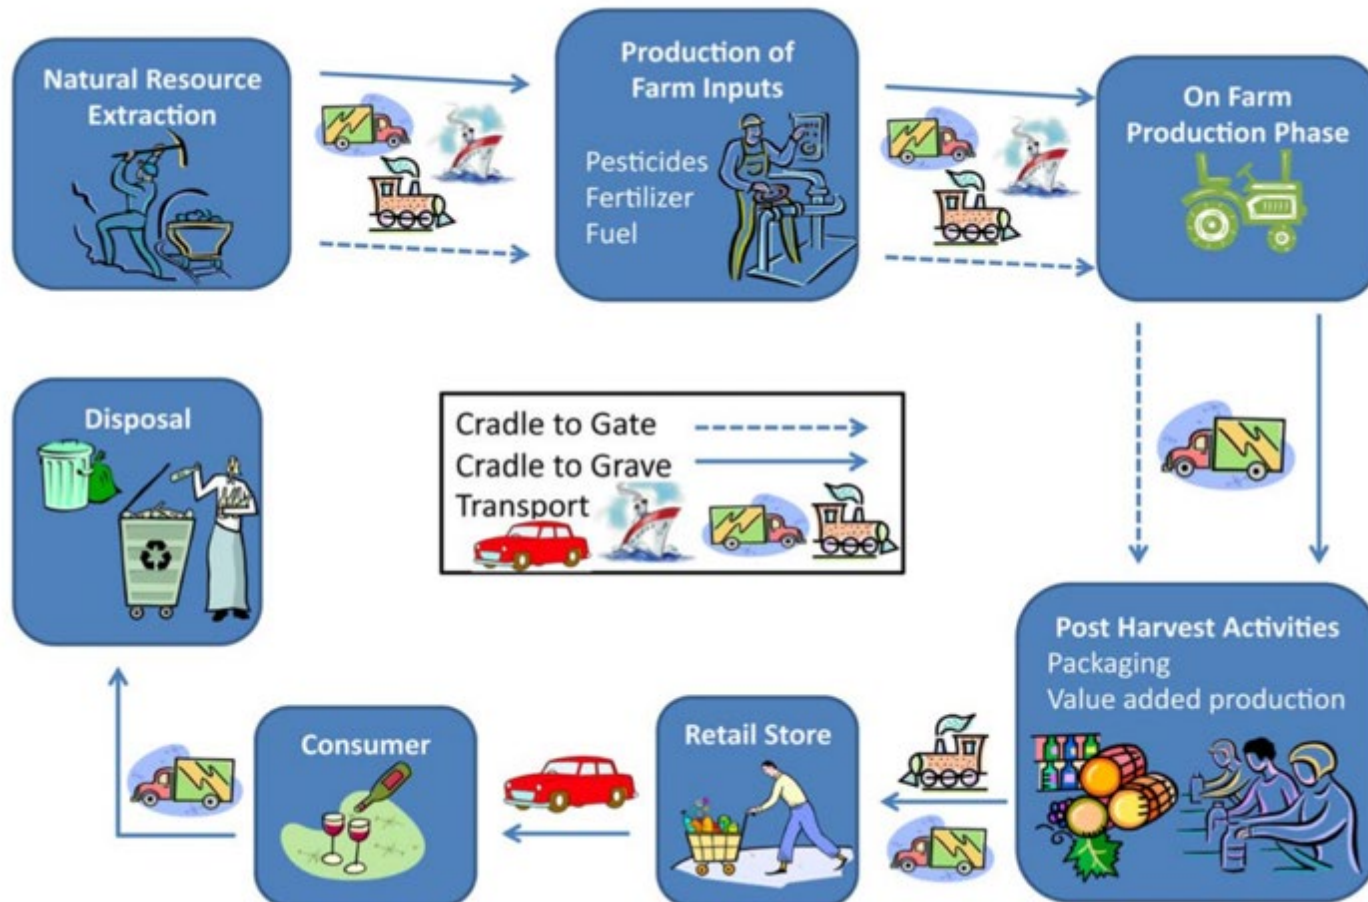 Natural Resource
Extraction
Production of
Farm Inputs
Pesticides
Fertilizer
Fuel
On Farm
Production Phase
Disposal
Cradle to Gate
Cradle to Grave
Transport
Post Harvest Activities
Packaging
Value added production
Retail Store
Consumer